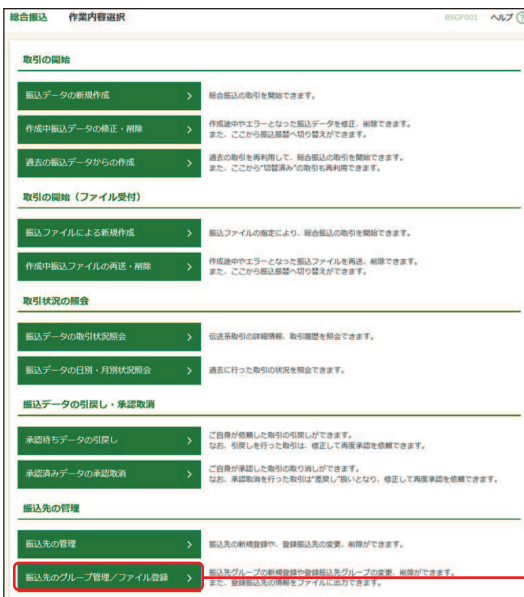 総合振込 作業内容選択 BSGF001 ヘルプ ?
取引の開始
振込データの新規作成 > 総合振込の取引を開始できます。
作成中振込データの修正・削除 > 作成途中やエラーとなった振込データを修正、削除できます。
また、ここから振込振替へ切り替えができます。
過去の振込データからの作成 > 過去の取引を再利用して、総合振込の取引を開始できます。
また、ここから“切替済み”の取引も再利用できます。
取引の開始（ファイル受付）
振込ファイルによる新規作成 > 振込ファイルの指定により、総合振込の取引を開始できます。
作成中振込ファイルの再送・削除 > 作成途中やエラーとなった振込ファイルを再送、削除できます。
また、ここから振込振替へ切り替えができます。
取引状況の照会
振込データの取引状況照会 > 伝送系取引の詳細情報、取引履歴を照会できます。
振込データの日別・月別状況照会 > 過去に行った取引の状況を照会できます。
振込データの引戻し・承認取消
承認待ちデータの引戻し > ご自身が依頼した取引の引戻しができます。
なお、引戻しを行った取引は、修正して再度承認を依頼できます。
承認済みデータの承認取消 > ご自身が承認した取引の取り消しができます。
なお、承認取消を行った取引は“差戻し”扱いとなり、修正して再度承認を依頼できます。
振込先の管理
振込先の管理 > 振込先の新規登録や、登録振込先の変更、削除ができます。
振込先のグループ管理／ファイル登録 > 振込先グループの新規登録や登録振込先グループの変更、削除ができます。
また、登録振込先の情報をファイルに出力できます。